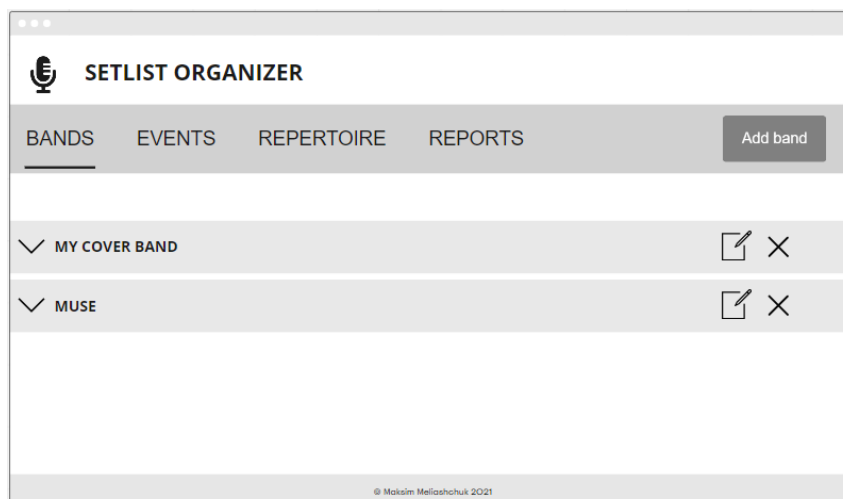 SETLIST ORGANIZER
BANDS EVENTS REPERTOIRE REPORTS Add band
MY COVER BAND
MUSE
© Maksim Meliashchuk 2021